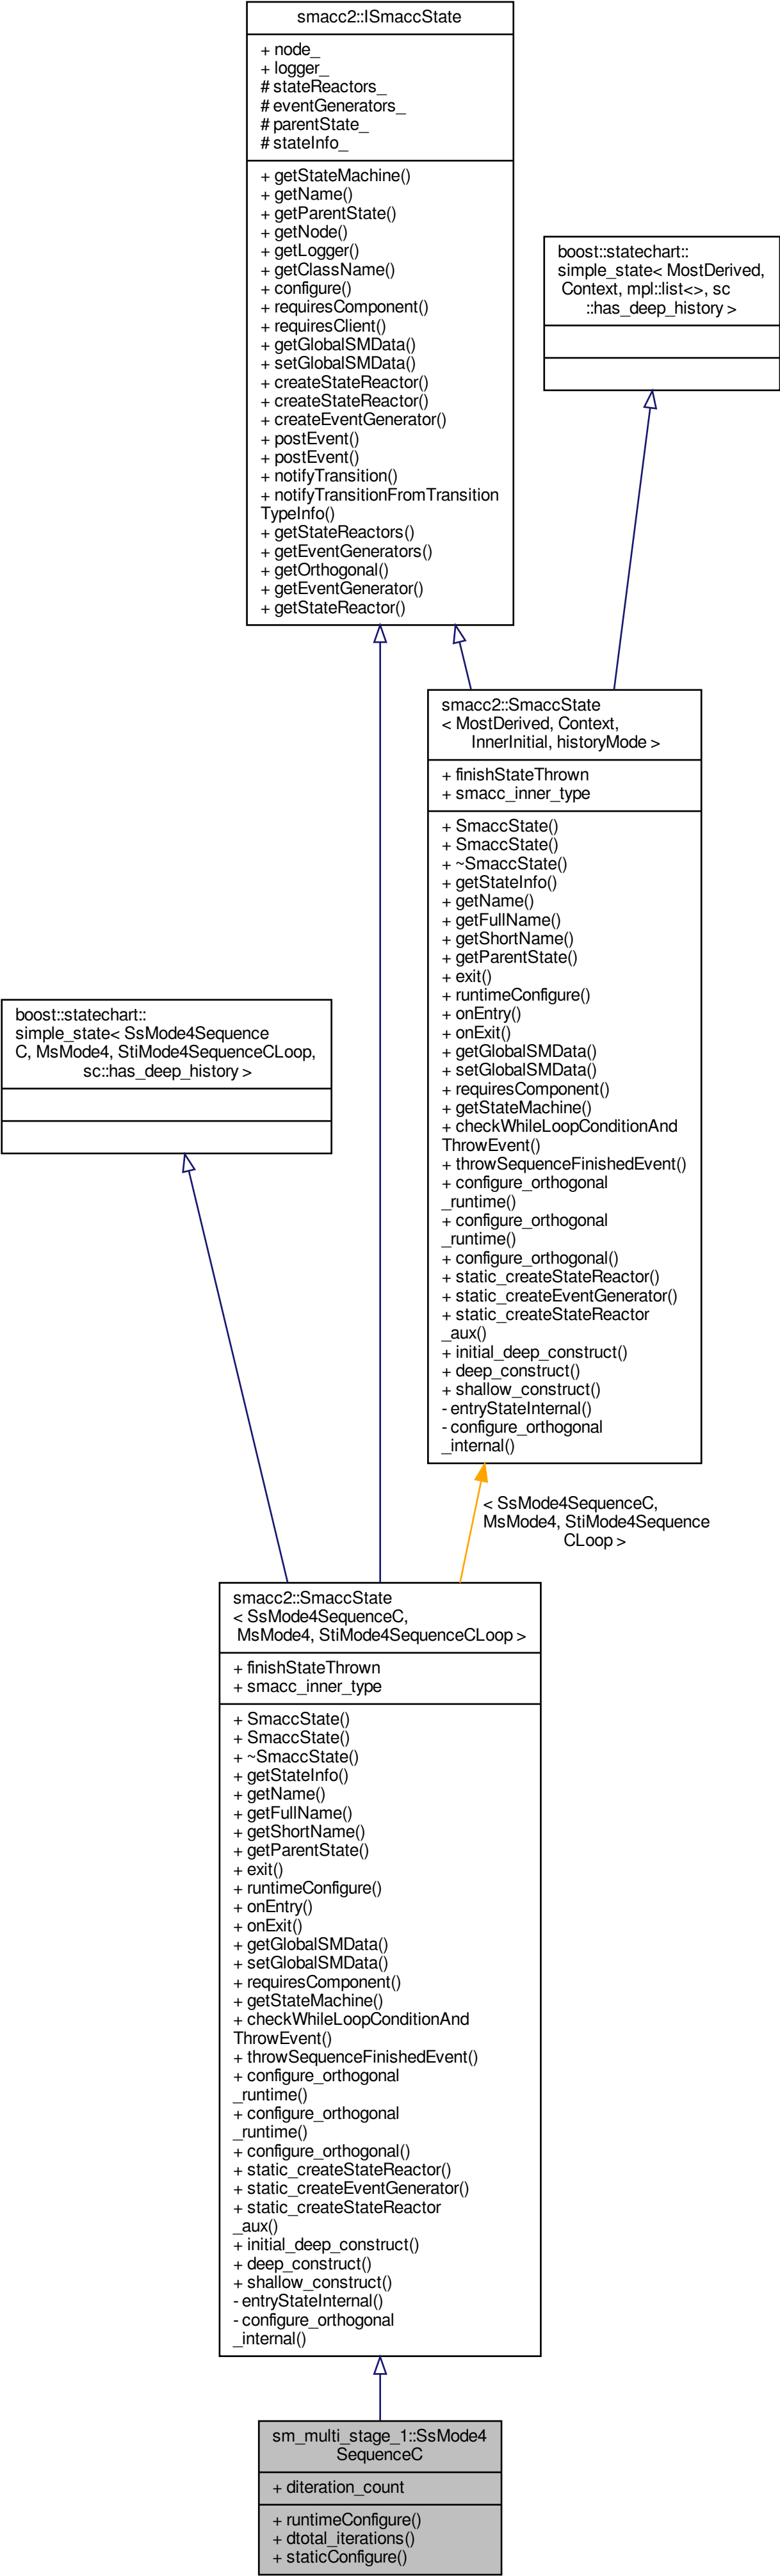 smacc2::ISmaccState
+ node_
+ logger_
# stateReactors_
# eventGenerators_
# parentState_
# stateInfo_
+ getStateMachine()
+ getName()
+ getParentState()
+ getNode()
+ getLogger()
+ getClassName()
+ configure()
+ requiresComponent()
+ requiresClient()
+ getGlobalSMData()
+ setGlobalSMData()
+ createStateReactor()
+ createStateReactor()
+ createEventGenerator()
+ postEvent()
+ postEvent()
+ notifyTransition()
+ notifyTransitionFromTransition
TypeInfo()
+ getStateReactors()
+ getEventGenerators()
+ getOrthogonal()
+ getEventGenerator()
+ getStateReactor()
boost::statechart::
simple_state< MostDerived,
Context, mpl::list<>, sc
::has_deep_history >
smacc2::SmaccState
< MostDerived, Context,
InnerInitial, historyMode >
+ finishStateThrown
+ smacc_inner_type
+ SmaccState()
+ SmaccState()
+ ~SmaccState()
+ getStateInfo()
+ getName()
+ getFullName()
+ getShortName()
+ getParentState()
+ exit()
+ runtimeConfigure()
+ onEntry()
+ onExit()
+ getGlobalSMData()
+ setGlobalSMData()
+ requiresComponent()
+ getStateMachine()
+ checkWhileLoopConditionAnd
ThrowEvent()
+ throwSequenceFinishedEvent()
+ configure_orthogonal
_runtime()
+ configure_orthogonal
_runtime()
+ configure_orthogonal()
+ static_createStateReactor()
+ static_createEventGenerator()
+ static_createStateReactor
_aux()
+ initial_deep_construct()
+ deep_construct()
+ shallow_construct()
- entryStateInternal()
- configure_orthogonal
_internal()
boost::statechart::
simple_state< SsMode4Sequence
C, MsMode4, StiMode4SequenceCLoop,
sc::has_deep_history >
< SsMode4SequenceC,
MsMode4, StiMode4Sequence
CLoop >
smacc2::SmaccState
< SsMode4SequenceC,
MsMode4, StiMode4SequenceCLoop >
+ finishStateThrown
+ smacc_inner_type
+ SmaccState()
+ SmaccState()
+ ~SmaccState()
+ getStateInfo()
+ getName()
+ getFullName()
+ getShortName()
+ getParentState()
+ exit()
+ runtimeConfigure()
+ onEntry()
+ onExit()
+ getGlobalSMData()
+ setGlobalSMData()
+ requiresComponent()
+ getStateMachine()
+ checkWhileLoopConditionAnd
ThrowEvent()
+ throwSequenceFinishedEvent()
+ configure_orthogonal
_runtime()
+ configure_orthogonal
_runtime()
+ configure_orthogonal()
+ static_createStateReactor()
+ static_createEventGenerator()
+ static_createStateReactor
_aux()
+ initial_deep_construct()
+ deep_construct()
+ shallow_construct()
- entryStateInternal()
- configure_orthogonal
_internal()
sm_multi_stage_1::SsMode4
SequenceC
+ diteration_count
+ runtimeConfigure()
+ dtotal_iterations()
+ staticConfigure()